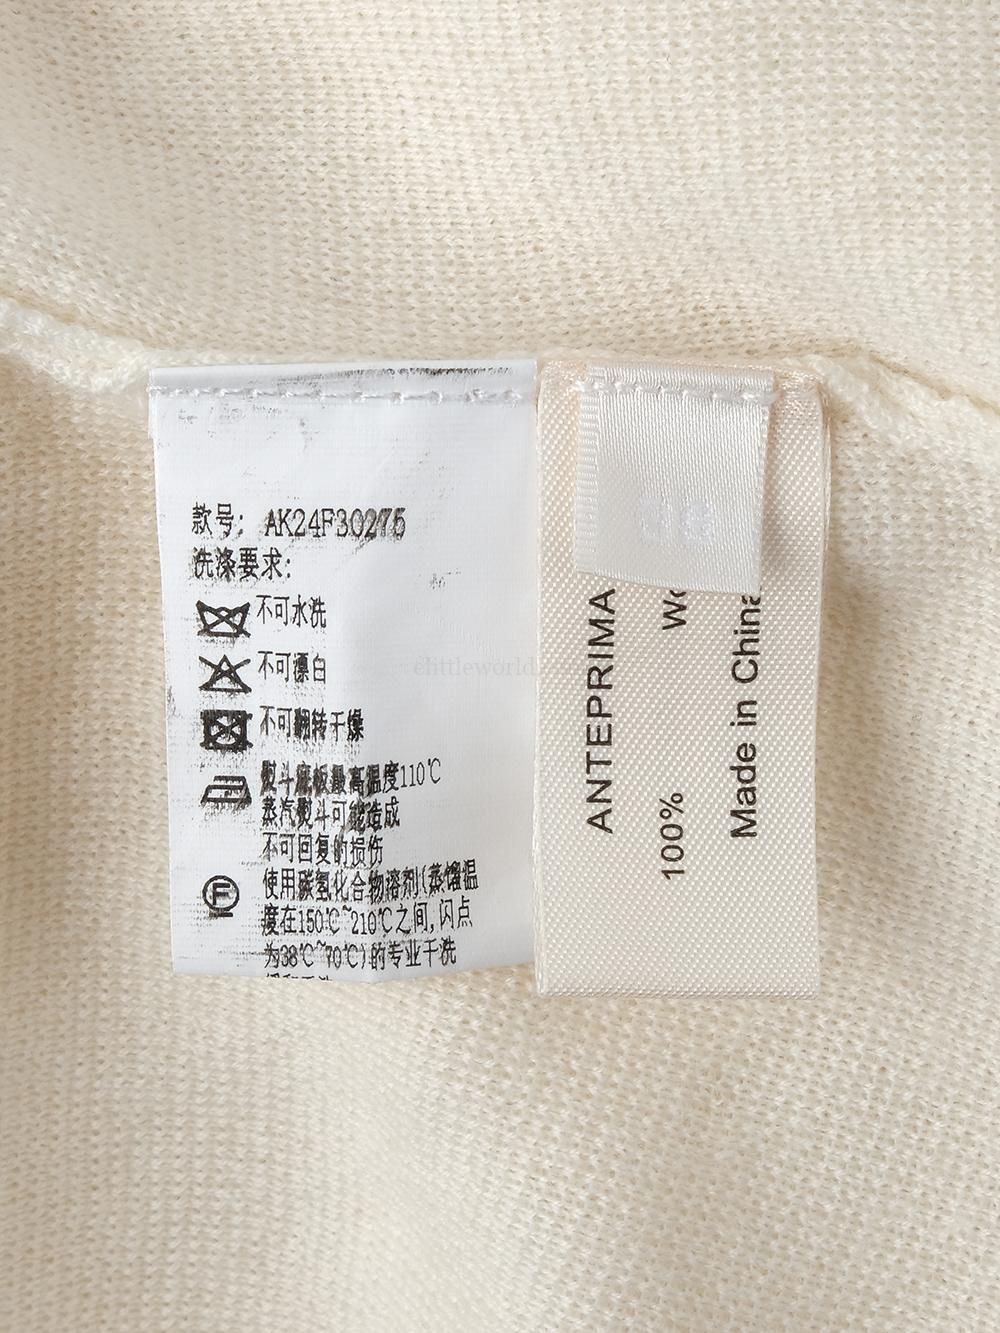 款号: AK24F30275
洗涤要求:
不可水洗
不可漂白
不可翻转干燥
熨斗底板最高温度110℃
蒸汽熨斗可能造成
不可回复的损伤
F
使用碳氢化合物溶剂(蒸馏温
度在150℃~210℃之间,闪点
为38℃~70℃)的专业干洗
ANTEPRIMA
100%
Made in China
elittleworld